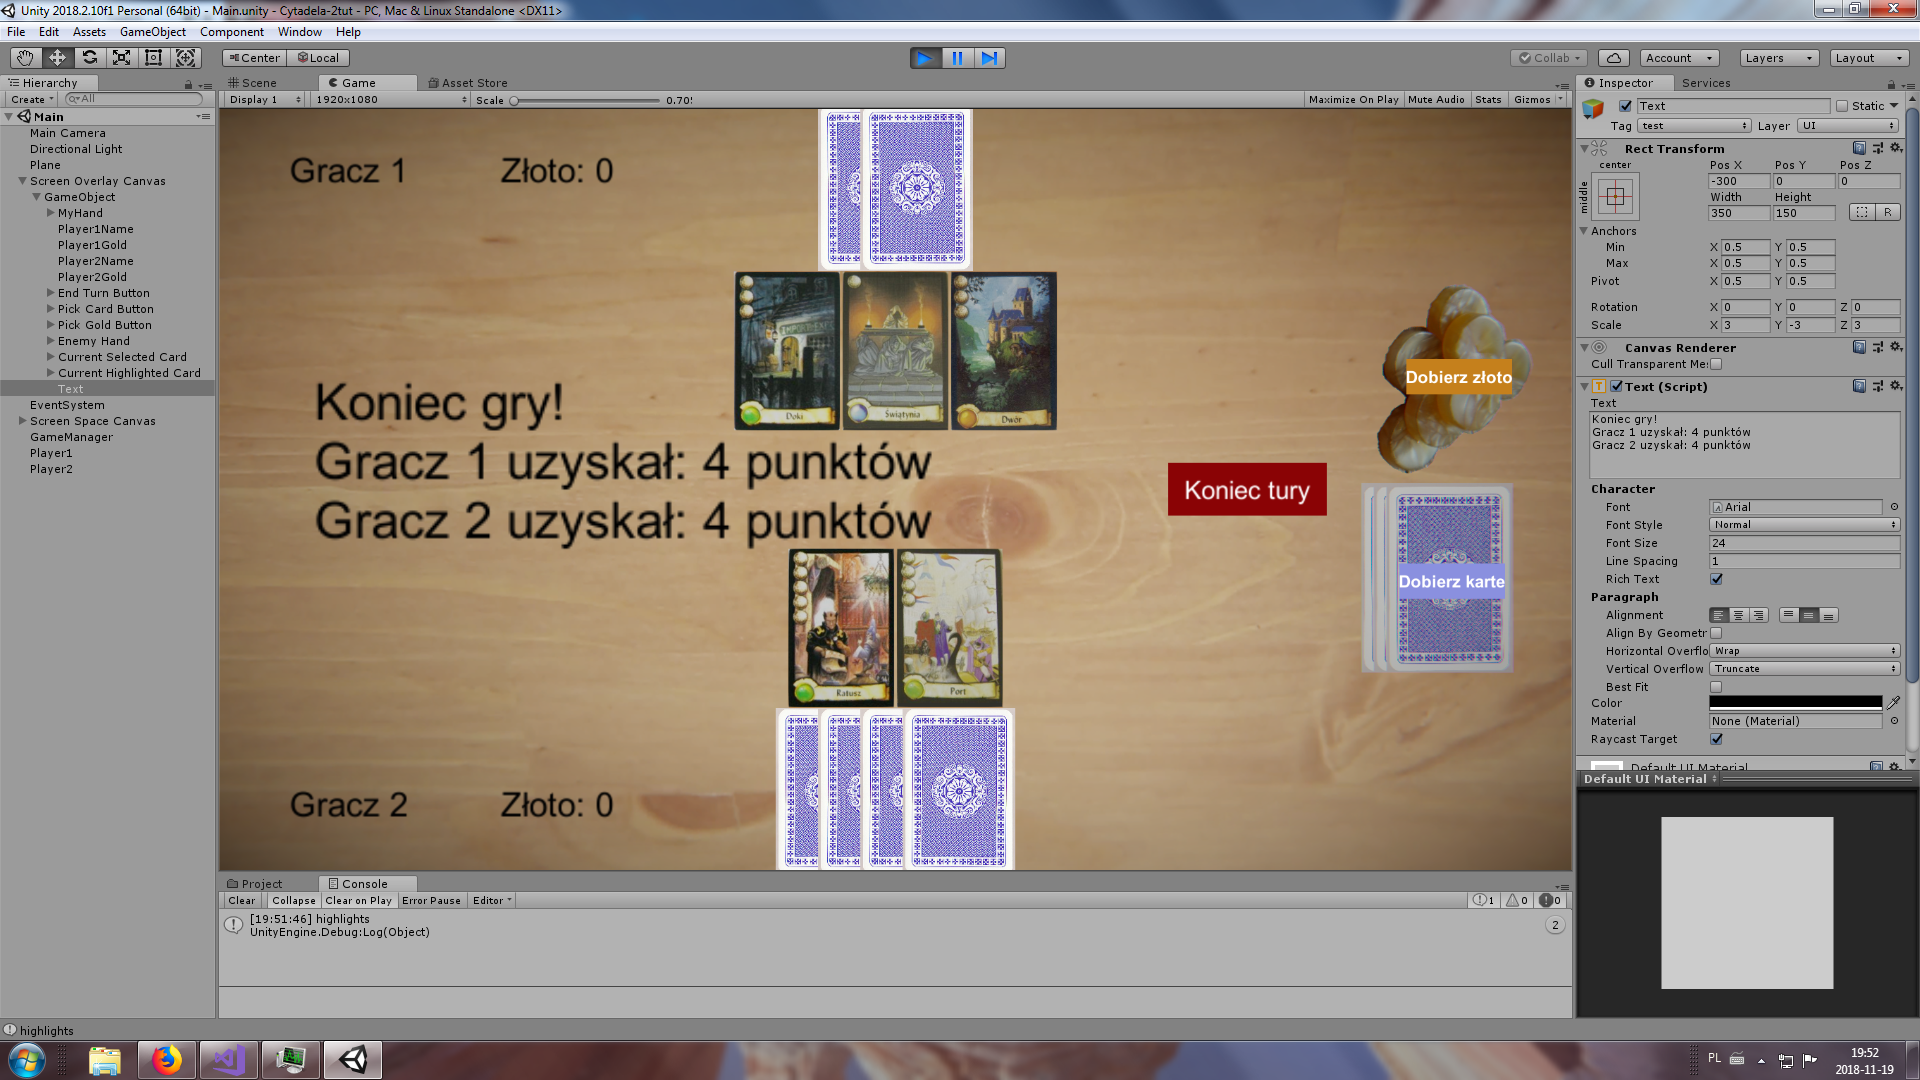 Unity 2018.2.10f1 Personal (64bit) - Main.unity - Cytadela-2tut - PC, Mac & Linux Standalone <DX11>
File Edit Assets GameObject Component Window Help
Center Local Collab Account Layers Layout
Hierarchy
Create All
Main
Main Camera
Directional Light
Plane
Screen Overlay Canvas
GameObject
MyHand
Player1Name
Player1Gold
Player2Name
Player2Gold
End Turn Button
Pick Card Button
Pick Gold Button
Enemy Hand
Current Selected Card
Current Highlighted Card
Text
EventSystem
Screen Space Canvas
GameManager
Player1
Player2
Scene Game Asset Store
Display 1 1920x1080 Scale 0.70 Maximize On Play Mute Audio Stats Gizmos
Gracz 1 Złoto: 0
Doki Świątynia Dwór
Koniec gry!
Gracz 1 uzyskał: 4 punktów
Gracz 2 uzyskał: 4 punktów
Dobierz złoto
Koniec tury
Dobierz karte
Ratusz Port
Gracz 2 Złoto: 0
Project Console
Clear Collapse Clear on Play Error Pause Editor 1 0 0
[19:51:46] highlights
UnityEngine.Debug:Log(Object)
2
Inspector Services
Text Static
Tag test Layer UI
Rect Transform
center
middle
Pos X Pos Y Pos Z
-300 0 0
Width Height
350 150 R
Anchors
Min X 0.5 Y 0.5
Max X 0.5 Y 0.5
Pivot X 0.5 Y 0.5
Rotation X 0 Y 0 Z 0
Scale X 3 Y -3 Z 3
Canvas Renderer
Cull Transparent Me
Text (Script)
Text
Koniec gry!
Gracz 1 uzyskał: 4 punktów
Gracz 2 uzyskał: 4 punktów
Character
Font Arial
Font Style Normal
Font Size 24
Line Spacing 1
Rich Text
Paragraph
Alignment
Align By Geometr
Horizontal Overflo Wrap
Vertical Overflow Truncate
Best Fit
Color
Material None (Material)
Raycast Target
Default UI Material
Default UI Material
highlights
PL 19:52
2018-11-19